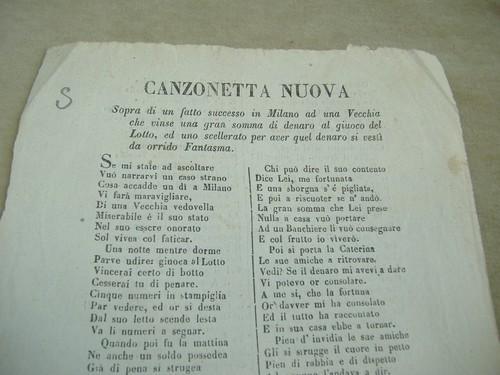 S
CANZONETTA NUOVA
Sopra di un fatto successo in Milano ad una Vecchia
che vinse una gran somma di denaro al giuoco del
Lotto, ed uno scellerato per aver quel denaro si vestì
da orrido Fantasma.
Se mi state ad ascoltare
Vuó narrarvi un caso strano
Cosa accadde un dì a Milano
Vi farà maravigliare,
Di una Vecchia vedovella
Miserabile é il suo stato
Nel suo essere onorato
Sol vivea col faticar.
Una notte mentre dorme
Parve udire: giuoca al Lotto
Vincerai certo di botto
Cesserai tu di penare.
Cinque numeri in stampiglia
Par vedere, ed or si desta
Dal suo letto scende lesta
Va li numeri a segnar.
Quando poi fu la mattina
Ne anche un soldo possedea
Giá di pena si strugea
Chi può dire il suo contento
Dice Lei, me fortunata
E una sborgna s'é pigliata,
E poi a riscuoter se n' andò.
La gran somma che Lei prese
Nulla a casa vuó portare
Ad un Banchiere li vuó consegnare
E col frutto io viveró.
Poi si porta la Caterina
Le sue amiche a ritrovare.
Vedi? Se il denaro mi avevi a dare
Vi potevo or consolare.
A me sì, che la fortuna
Or davver mi ha consolato
Ed il tutto ha raccontato
E in sua casa ebbe a tornar.
Pien d' invidia le sue amiche
Gli si strugge il cuore in petto
Pien di rabbia e di dispetto